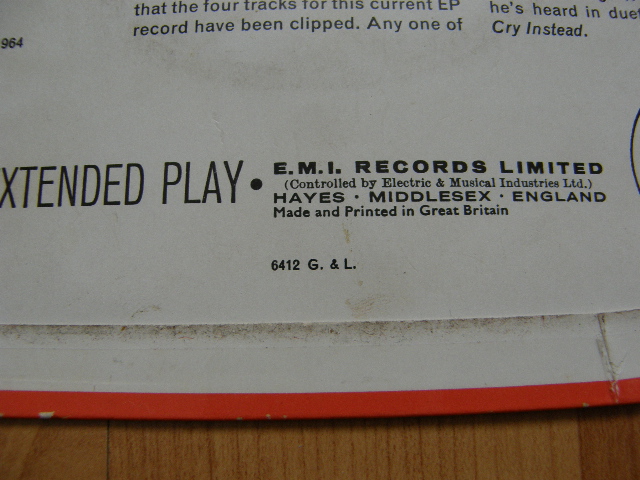 that the four tracks for this current EP
record have been clipped. Any one of
he's heard in duet
Cry Instead.
1964
EXTENDED PLAY •
E.M.I. RECORDS LIMITED
(Controlled by Electric & Musical Industries Ltd.)
HAYES · MIDDLESEX · ENGLAND
Made and Printed in Great Britain
6412 G. & L.